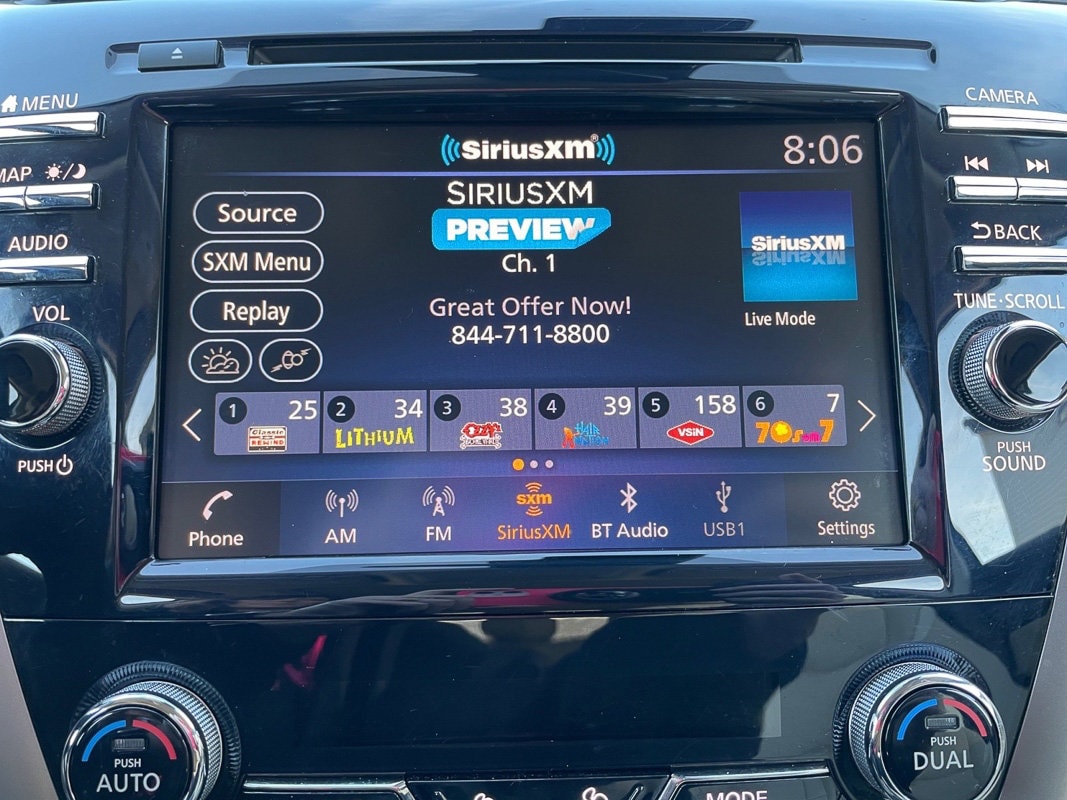 MENU
MAP
AUDIO
VOL
PUSH
SiriusXM®
8:06
Source
SXM Menu
Replay
SIRIUSXM
PREVIEW
Ch. 1
Great Offer Now!
844-711-8800
SiriusXM
Live Mode
1 25 Classic REWIND
2 34 LiTHiUM
3 38
4 39 Hair
5 158 VSiN
6 7 70s on 7
Phone
AM
FM
sxm
SiriusXM
BT Audio
USB1
Settings
CAMERA
BACK
TUNE·SCROLL
PUSH
SOUND
PUSH
AUTO
MODE
PUSH
DUAL